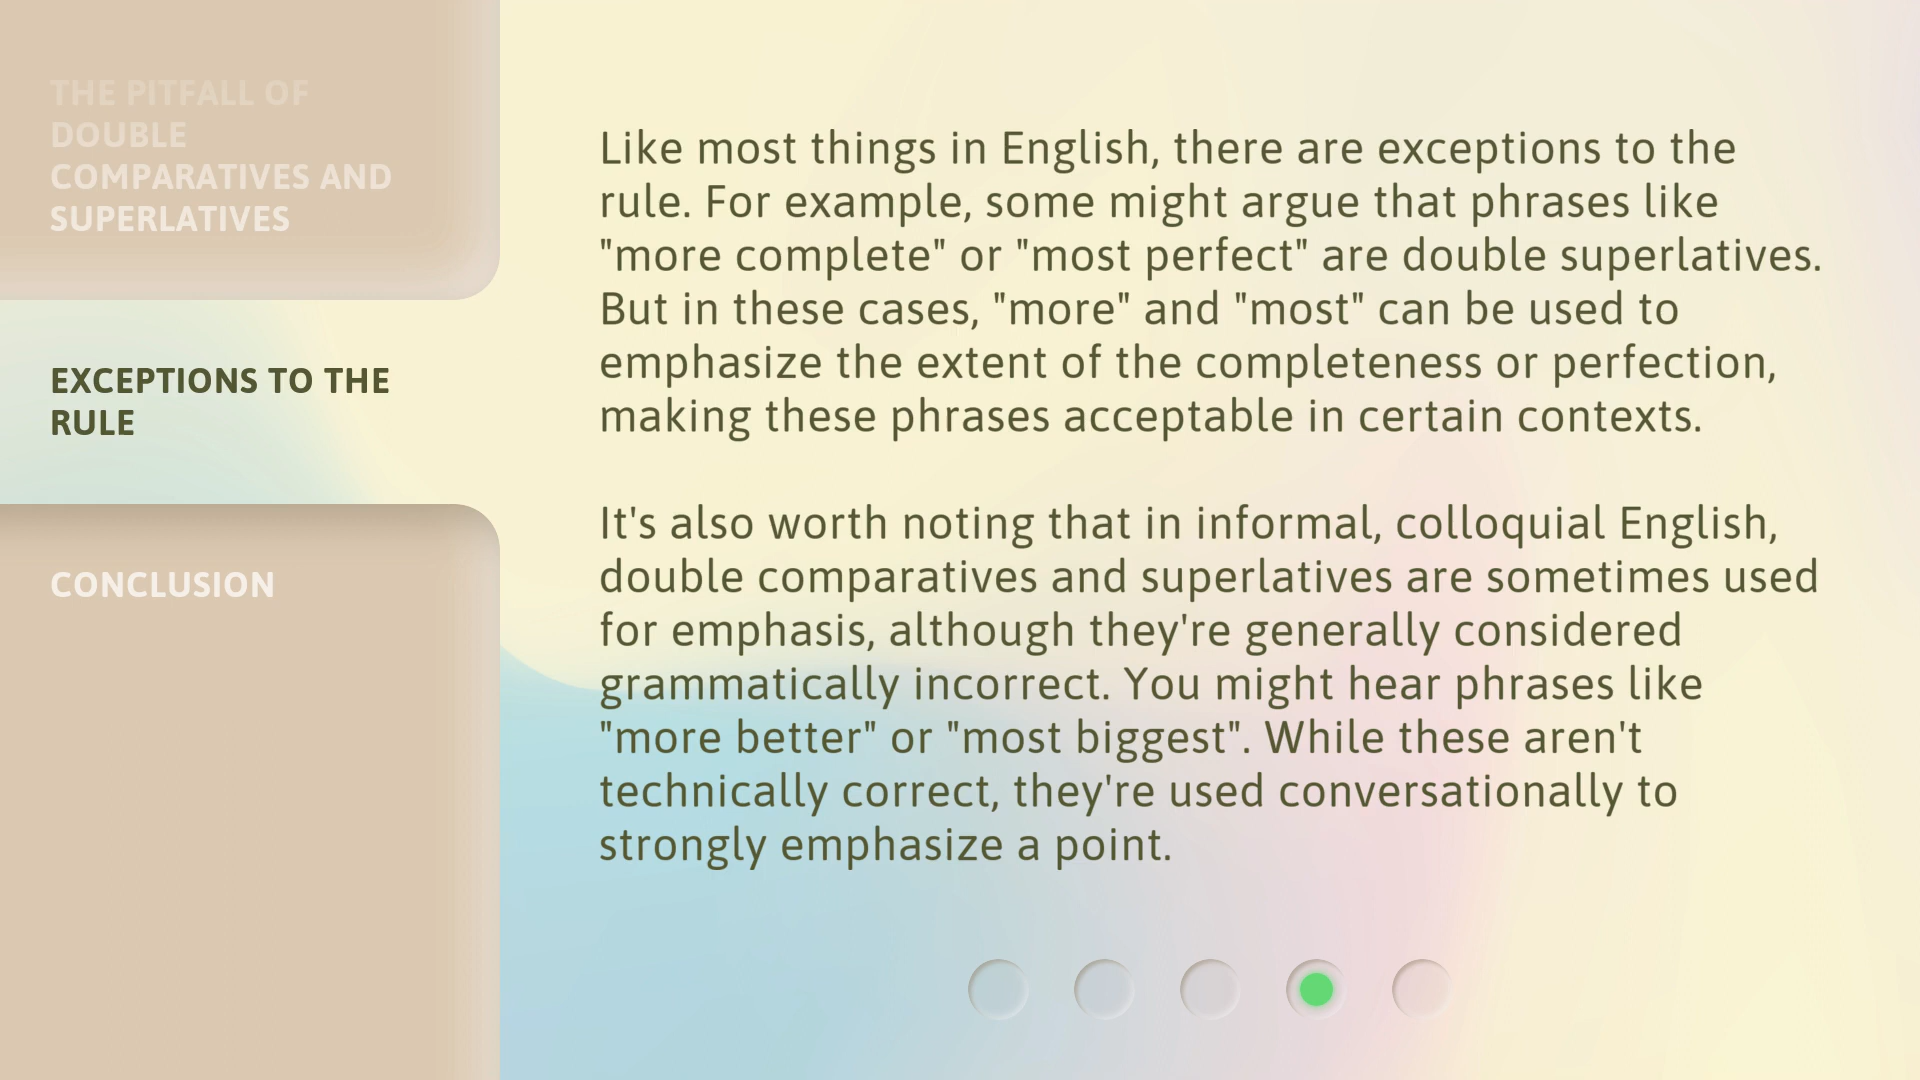 THE PITFALL OF
DOUBLE
COMPARATIVES AND
SUPERLATIVES
EXCEPTIONS TO THE
RULE
CONCLUSION
Like most things in English, there are exceptions to the
rule. For example, some might argue that phrases like
"more complete" or "most perfect" are double superlatives.
But in these cases, "more" and "most" can be used to
emphasize the extent of the completeness or perfection,
making these phrases acceptable in certain contexts.
It's also worth noting that in informal, colloquial English,
double comparatives and superlatives are sometimes used
for emphasis, although they're generally considered
grammatically incorrect. You might hear phrases like
"more better" or "most biggest". While these aren't
technically correct, they're used conversationally to
strongly emphasize a point.